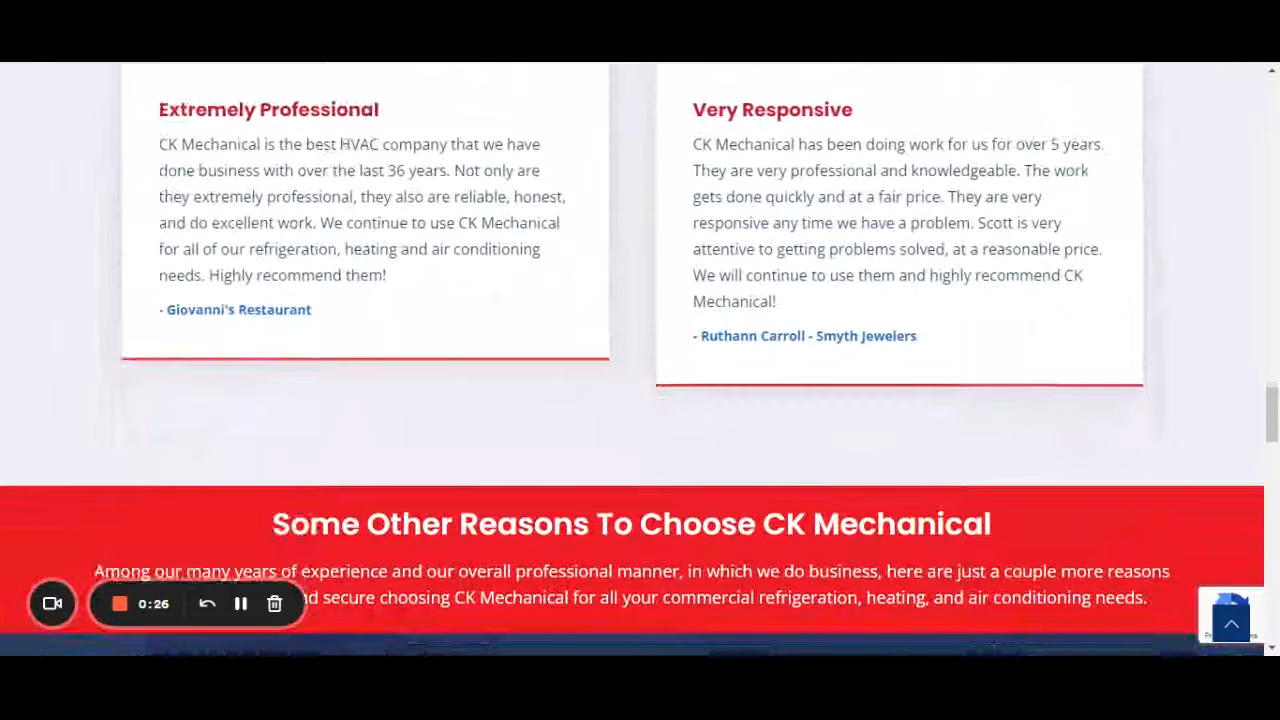 Extremely Professional
CK Mechanical is the best HVAC company that we have
done business with over the last 36 years. Not only are
they extremely professional, they also are reliable, honest,
and do excellent work. We continue to use CK Mechanical
for all of our refrigeration, heating and air conditioning
needs. Highly recommend them!
- Giovanni's Restaurant
Very Responsive
CK Mechanical has been doing work for us for over 5 years.
They are very professional and knowledgeable. The work
gets done quickly and at a fair price. They are very
responsive any time we have a problem. Scott is very
attentive to getting problems solved, at a reasonable price.
We will continue to use them and highly recommend CK
Mechanical!
- Ruthann Carroll - Smyth Jewelers
Some Other Reasons To Choose CK Mechanical
Among our many years of experience and our overall professional manner, in which we do business, here are just a couple more reasons
secure choosing CK Mechanical for all your commercial refrigeration, heating, and air conditioning needs.
0:26